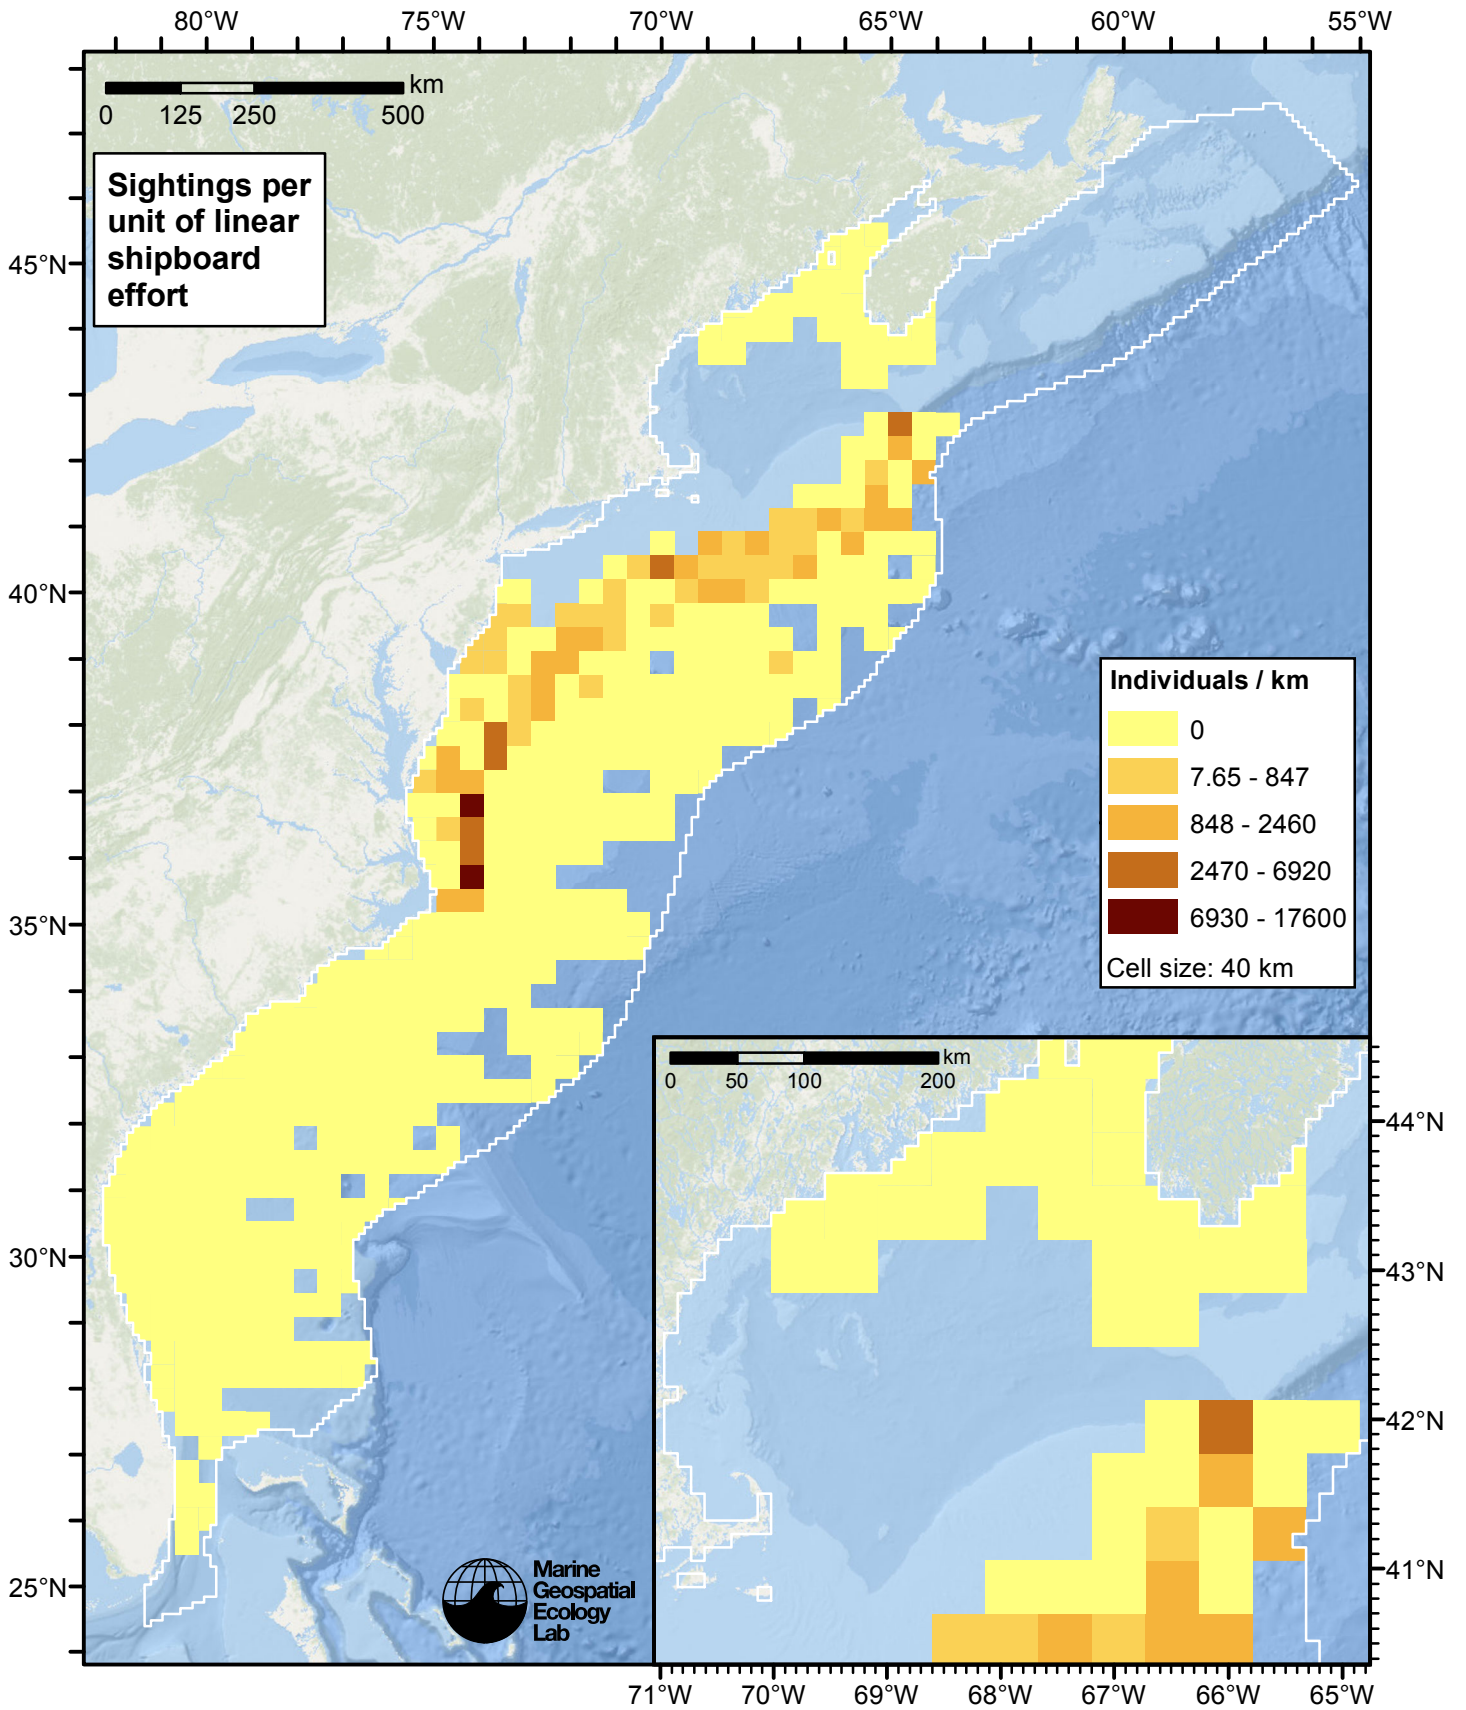 80°W 75°W 70°W 65°W 60°W 55°W
km
0 125 250 500
Sightings per
unit of linear
shipboard
effort
45°N
40°N
35°N
30°N
25°N
Individuals / km
0
7.65 - 847
848 - 2460
2470 - 6920
6930 - 17600
Cell size: 40 km
km
0 50 100 200
44°N
43°N
42°N
41°N
Marine
Geospatial
Ecology
Lab
71°W 70°W 69°W 68°W 67°W 66°W 65°W